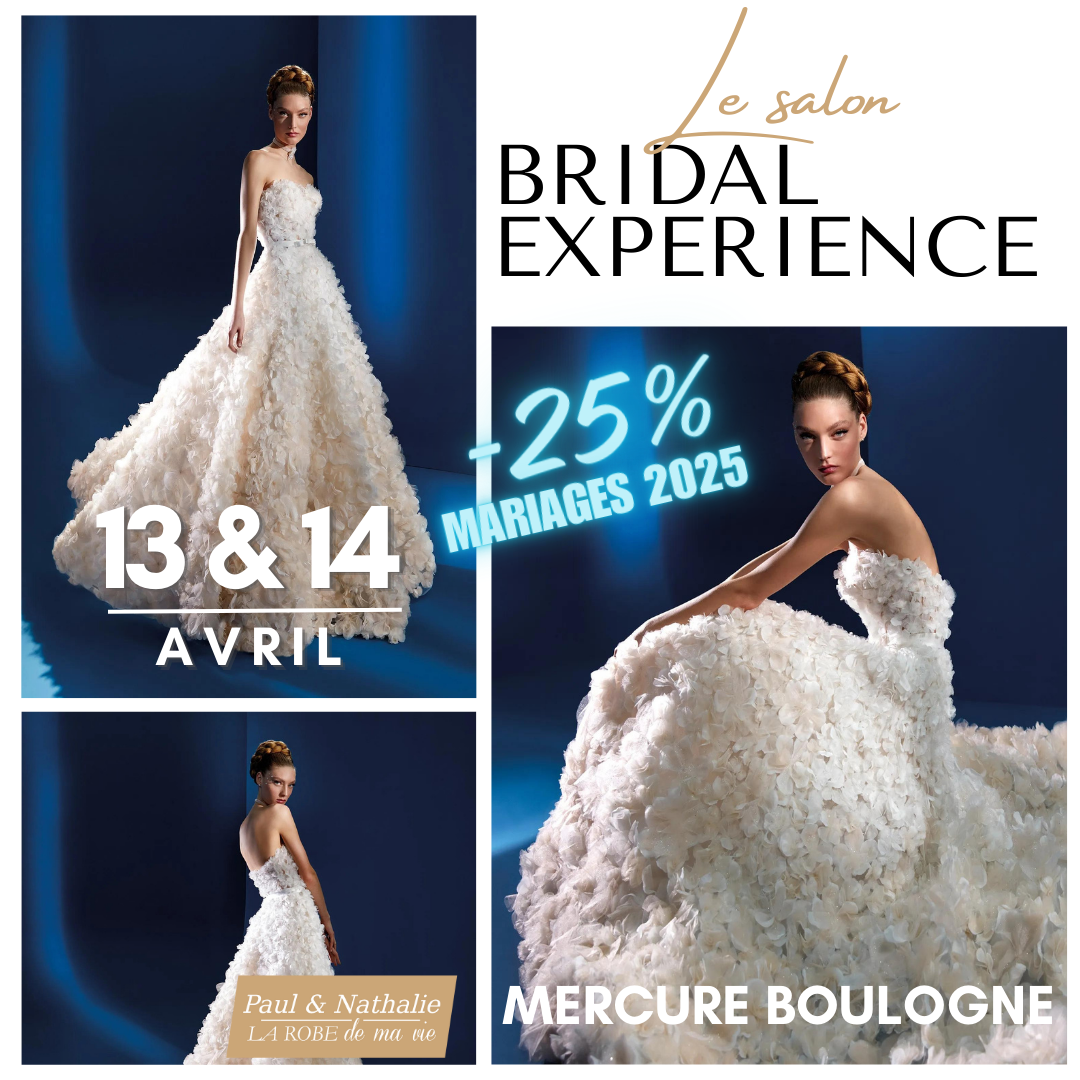 Le salon
BRIDAL
EXPERIENCE
-25%
MARIAGES 2025
13 & 14
AVRIL
Paul & Nathalie
LA ROBE de ma vie
MERCURE BOULOGNE